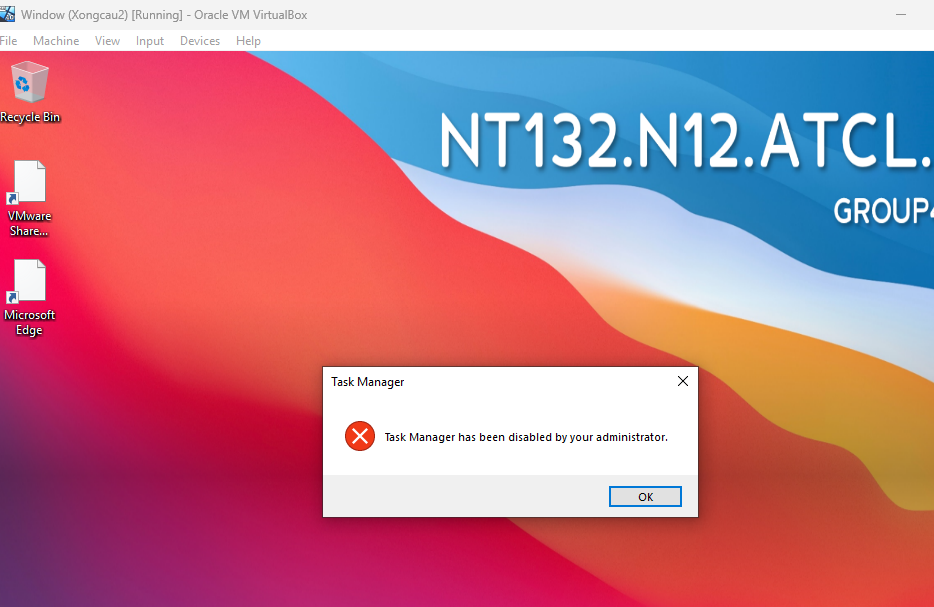 Window (Xongcau2) [Running] - Oracle VM VirtualBox
File Machine View Input Devices Help
Recycle Bin
NT132.N12.ATCL.
GROUP4
VMware
Share...
Microsoft
Edge
Task Manager
Task Manager has been disabled by your administrator.
OK